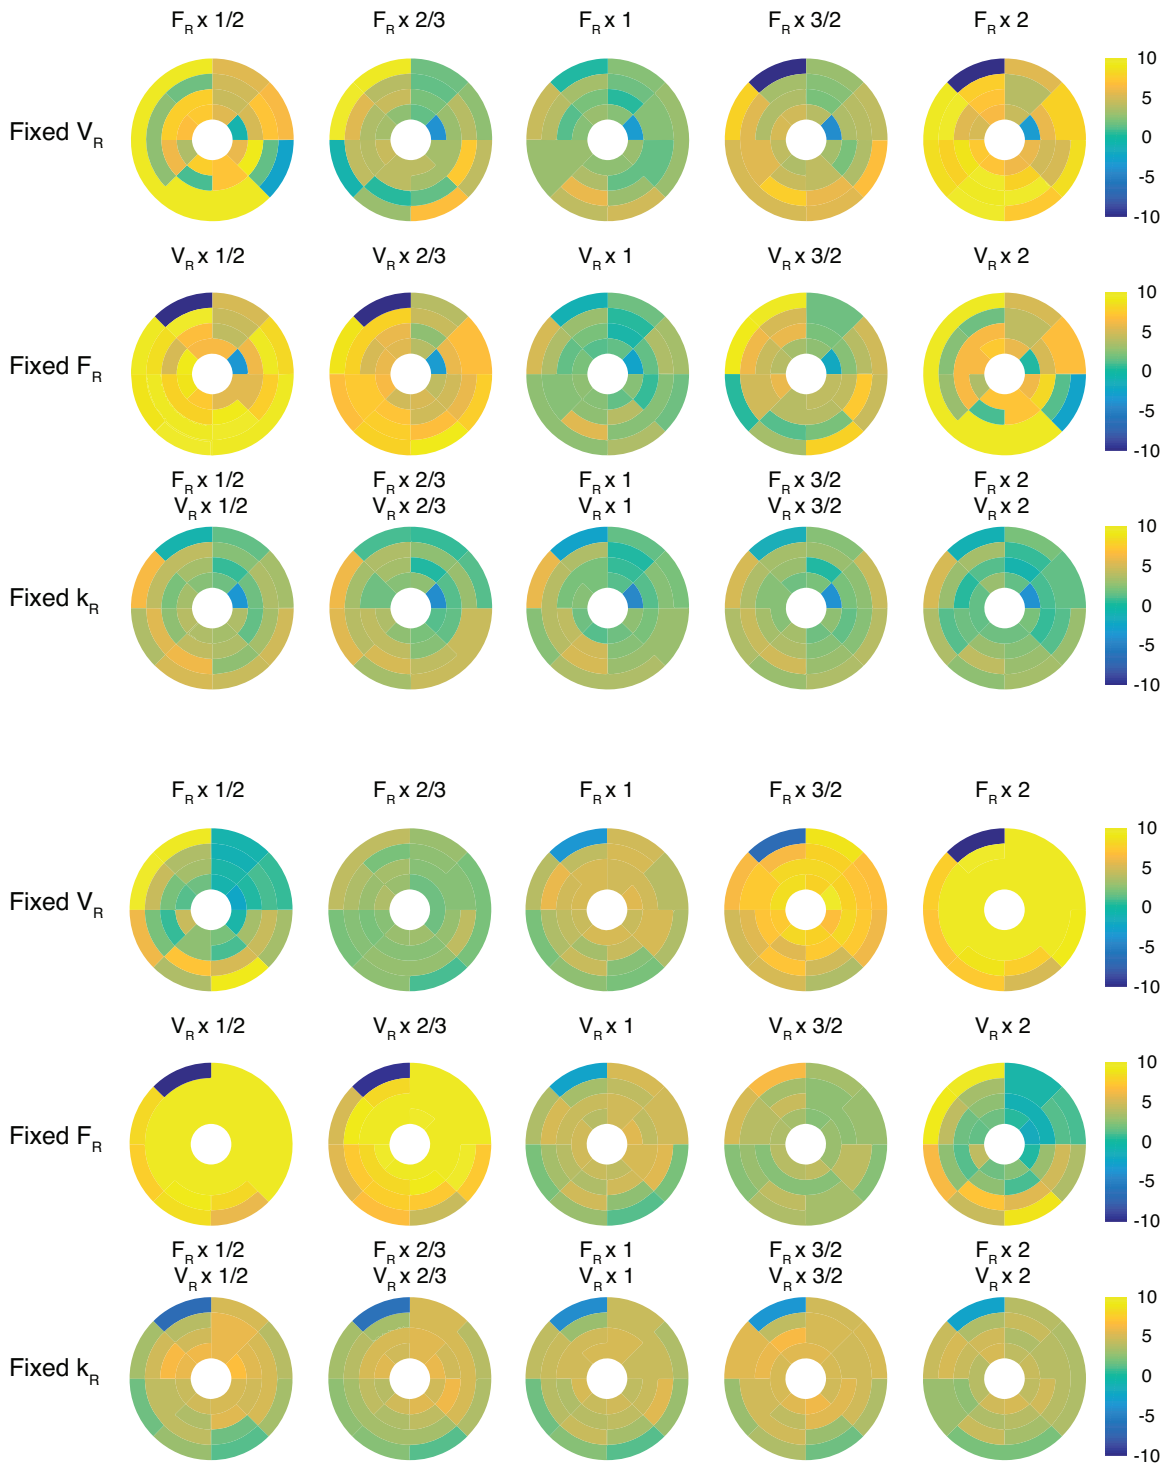 F_R x 1/2 F_R x 2/3 F_R x 1 F_R x 3/2 F_R x 2
10
5
Fixed V_R
0
-5
-10
V_R x 1/2 V_R x 2/3 V_R x 1 V_R x 3/2 V_R x 2
10
5
Fixed F_R
0
-5
-10
F_R x 1/2 F_R x 2/3 F_R x 1 F_R x 3/2 F_R x 2
V_R x 1/2 V_R x 2/3 V_R x 1 V_R x 3/2 V_R x 2
10
5
Fixed k_R
0
-5
-10
F_R x 1/2 F_R x 2/3 F_R x 1 F_R x 3/2 F_R x 2
10
5
Fixed V_R
0
-5
-10
V_R x 1/2 V_R x 2/3 V_R x 1 V_R x 3/2 V_R x 2
10
5
Fixed F_R
0
-5
-10
F_R x 1/2 F_R x 2/3 F_R x 1 F_R x 3/2 F_R x 2
V_R x 1/2 V_R x 2/3 V_R x 1 V_R x 3/2 V_R x 2
10
5
Fixed k_R
0
-5
-10